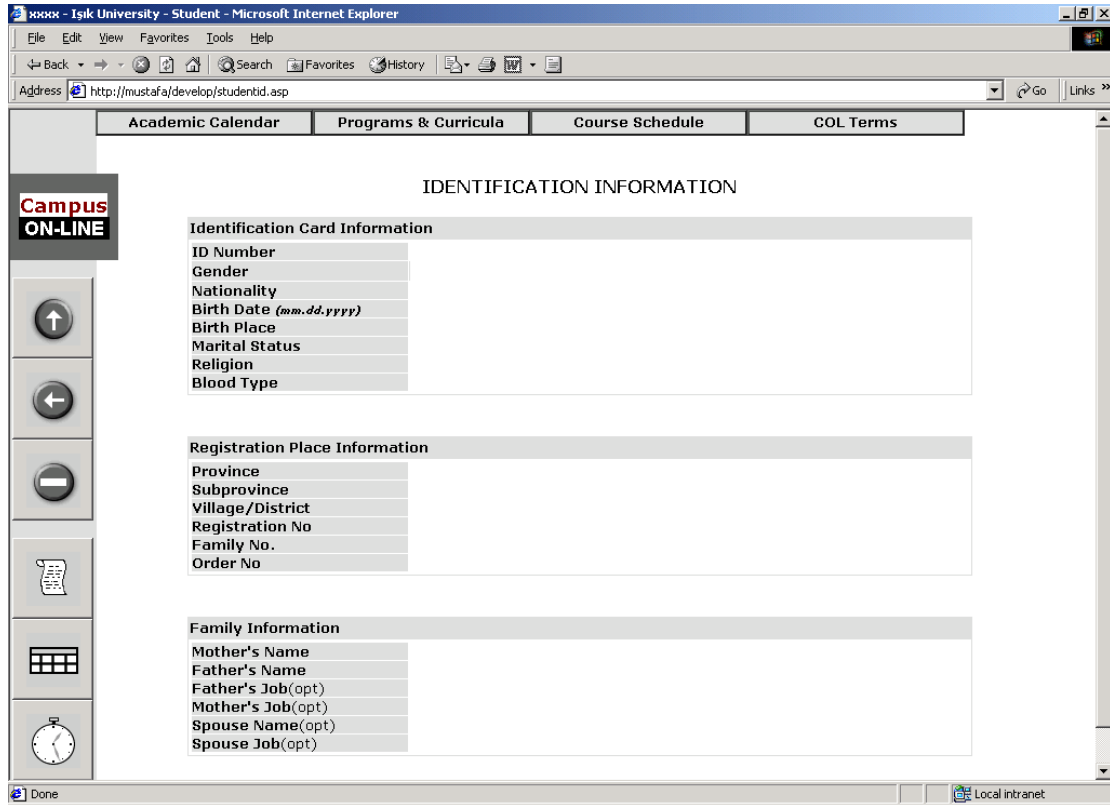 xxxx - Işık University - Student - Microsoft Internet Explorer
File Edit View Favorites Tools Help
Back Search Favorites History
Address http://mustafa/develop/studentid.asp Go Links »
Academic Calendar Programs & Curricula Course Schedule COL Terms
Campus
ON-LINE
IDENTIFICATION INFORMATION
Identification Card Information
ID Number
Gender
Nationality
Birth Date (mm.dd.yyyy)
Birth Place
Marital Status
Religion
Blood Type
Registration Place Information
Province
Subprovince
Village/District
Registration No
Family No.
Order No
Family Information
Mother's Name
Father's Name
Father's Job(opt)
Mother's Job(opt)
Spouse Name(opt)
Spouse Job(opt)
Done Local intranet